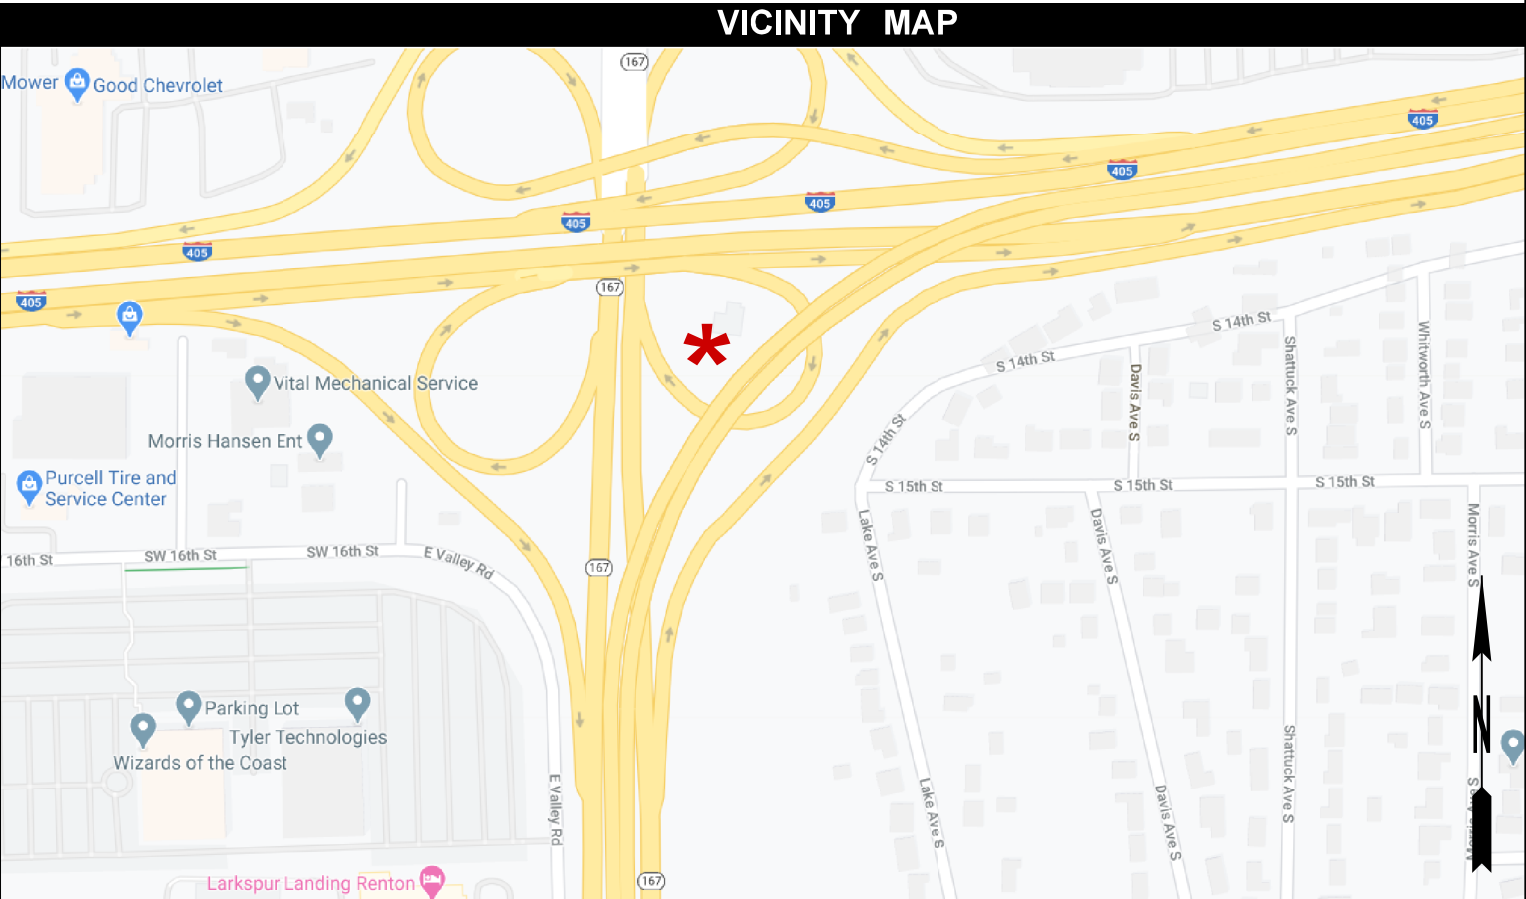 VICINITY MAP
167
Mower
Good Chevrolet
405
405
405
405
405
405
167
S 14th St
S 14th St
S 14th St
Shattuck Ave S
Whitworth Ave S
Davis Ave S
Vital Mechanical Service
Morris Hansen Ent
Purcell Tire and
Service Center
S 15th St
S 15th St
S 15th St
Lake Ave S
Davis Ave S
Morris Ave S
16th St
SW 16th St
SW 16th St
E Valley Rd
167
N
Parking Lot
Tyler Technologies
Wizards of the Coast
E Valley Rd
Lake Ave S
Davis Ave S
Shattuck Ave S
Morris Ave S
Larkspur Landing Renton
167